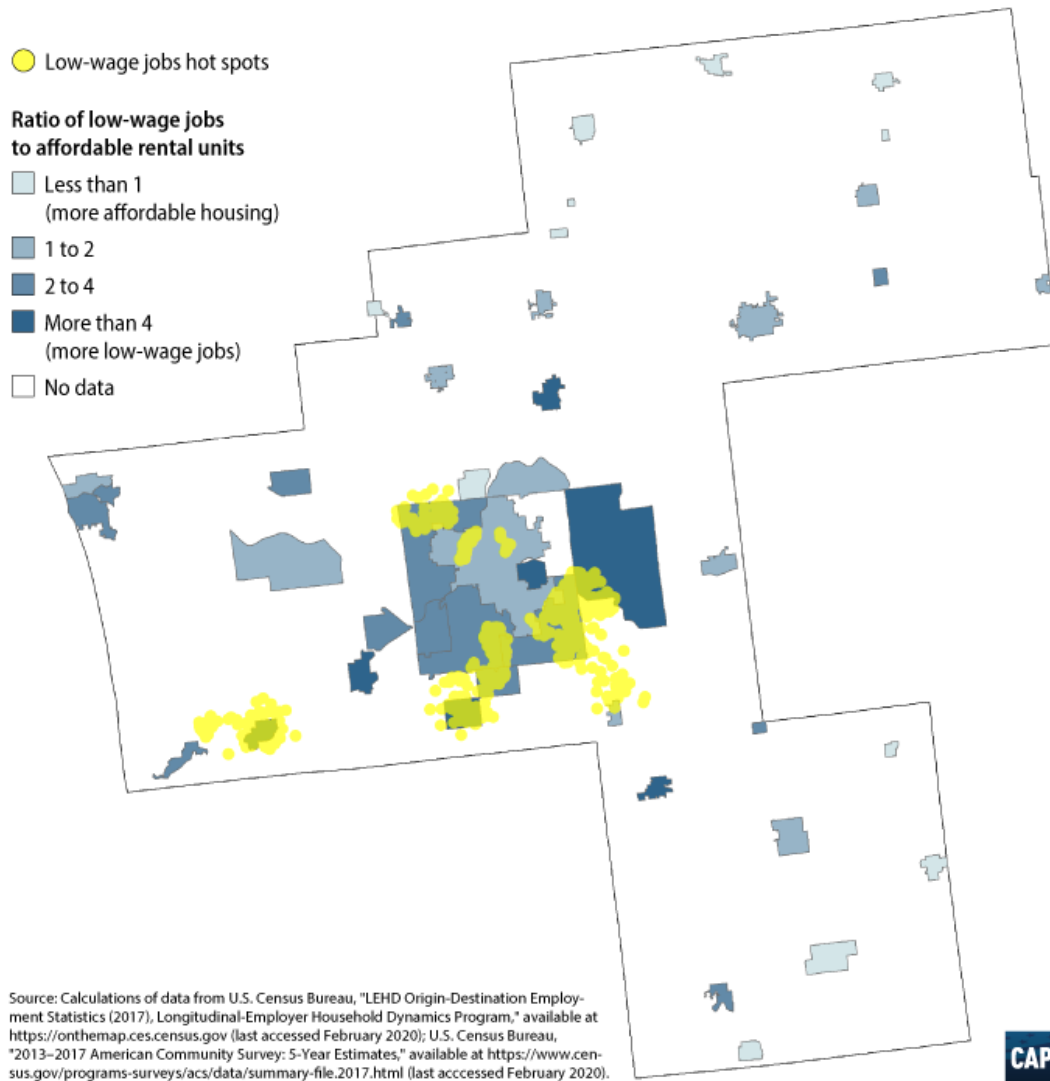 Low-wage jobs hot spots
Ratio of low-wage jobs
to affordable rental units
Less than 1
(more affordable housing)
1 to 2
2 to 4
More than 4
(more low-wage jobs)
No data
Source: Calculations of data from U.S. Census Bureau, "LEHD Origin-Destination Employ-
ment Statistics (2017), Longitudinal-Employer Household Dynamics Program," available at
https://onthemap.ces.census.gov (last accessed February 2020); U.S. Census Bureau,
"2013–2017 American Community Survey: 5-Year Estimates," available at https://www.cen-
sus.gov/programs-surveys/acs/data/summary-file.2017.html (last acccessed February 2020).
CAP